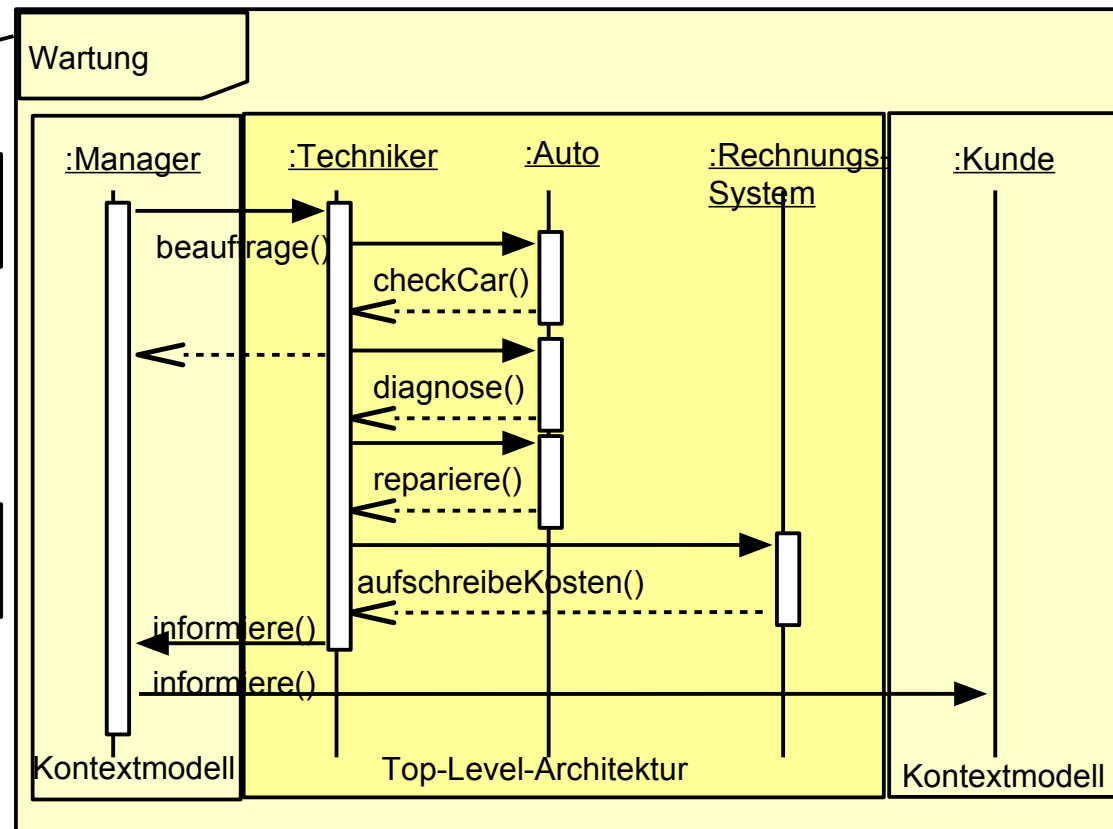 Wartung
:Manager
:Techniker
:Auto
:Rechnungs-
System
:Kunde
beauftrage()
checkCar()
diagnose()
repariere()
aufschreibeKosten()
informiere()
informiere()
Kontextmodell
Top-Level-Architektur
Kontextmodell